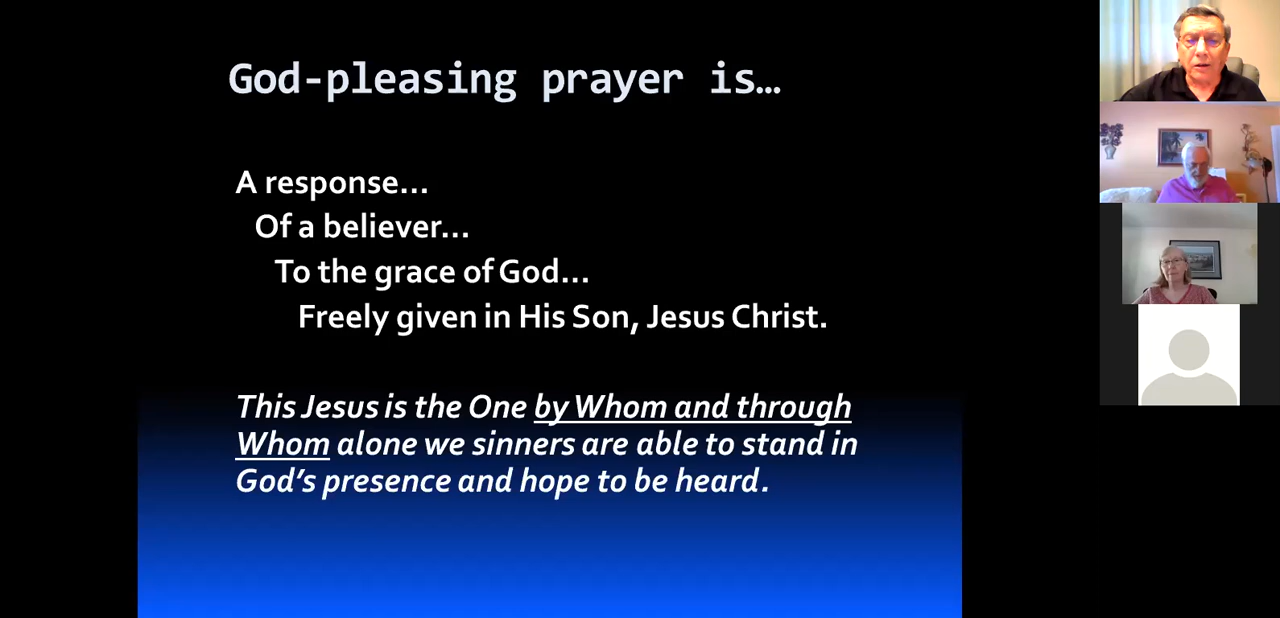 God-pleasing prayer is…
A response…
Of a believer…
To the grace of God…
Freely given in His Son, Jesus Christ.
This Jesus is the One by Whom and through
Whom alone we sinners are able to stand in
God’s presence and hope to be heard.